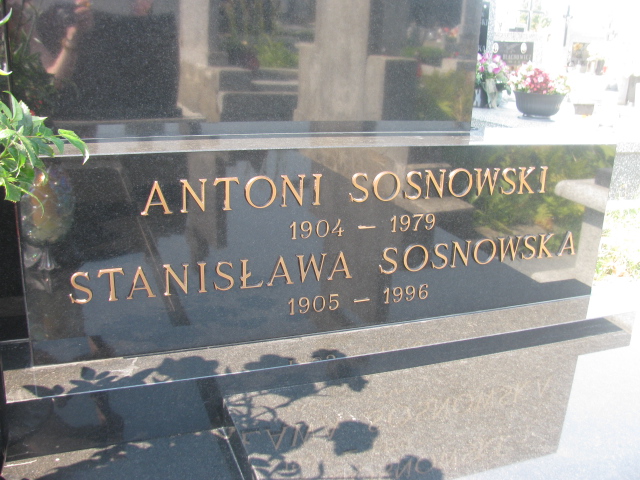 ANTONI SOSNOWSKI
1904 – 1979
STANISŁAWA SOSNOWSKA
1905 – 1996